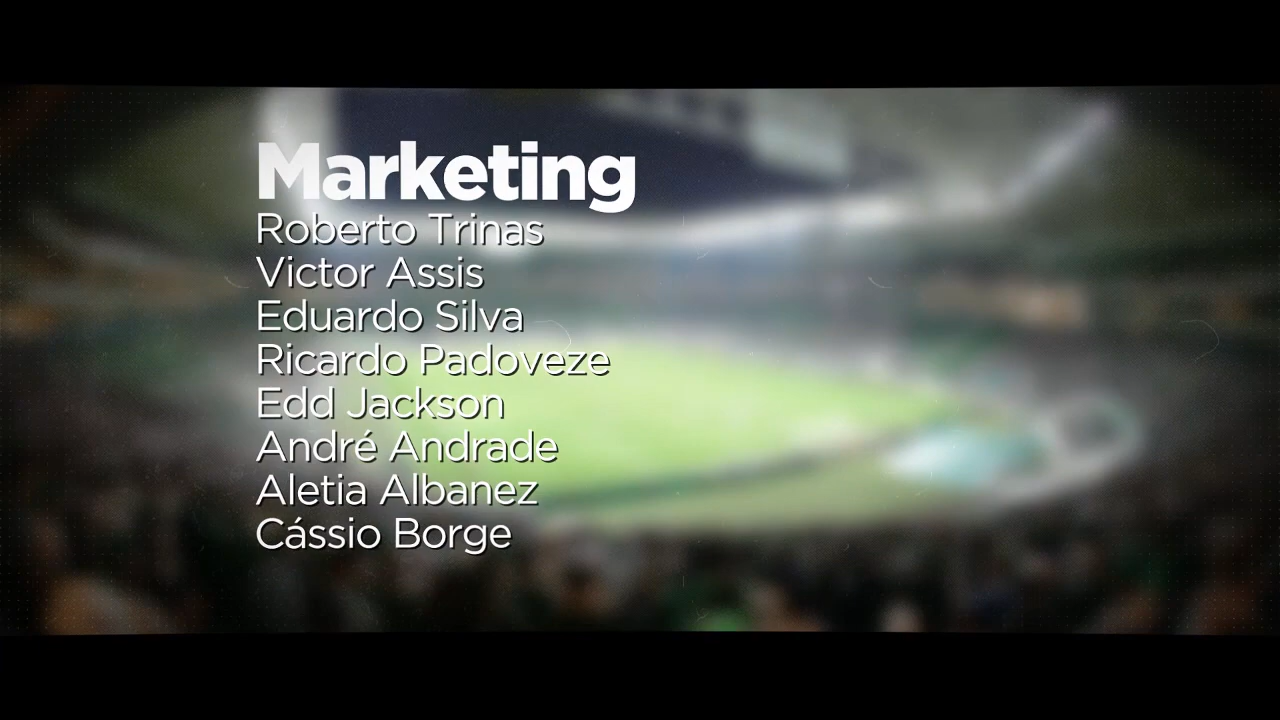 Marketing
Roberto Trinas
Victor Assis
Eduardo Silva
Ricardo Padoveze
Edd Jackson
André Andrade
Aletia Albanez
Cássio Borge